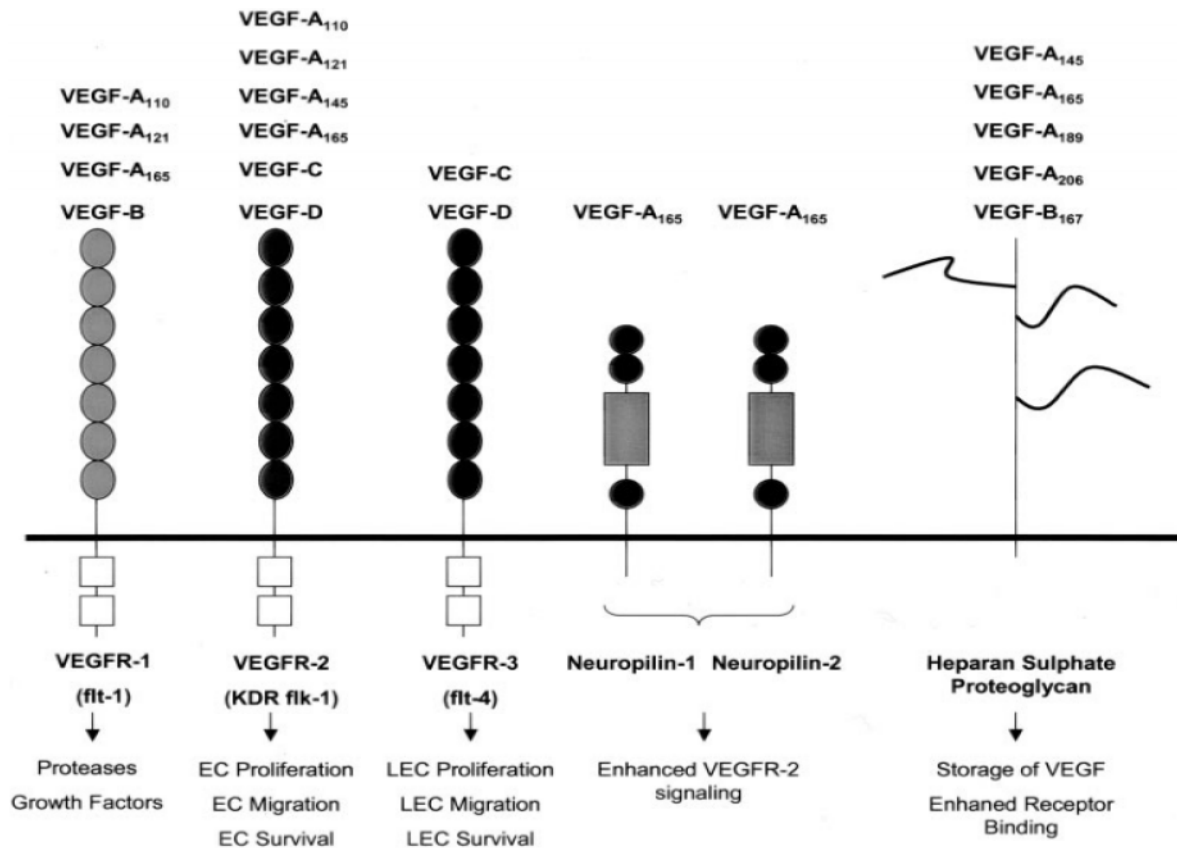 VEGF-A110
VEGF-A121
VEGF-A165
VEGF-B
VEGF-A110
VEGF-A121
VEGF-A145
VEGF-A165
VEGF-C
VEGF-D
VEGF-C
VEGF-D
VEGF-A165
VEGF-A165
VEGF-A145
VEGF-A165
VEGF-A189
VEGF-A206
VEGF-B167
VEGFR-1
(flt-1)
Proteases
Growth Factors
VEGFR-2
(KDR flk-1)
EC Proliferation
EC Migration
EC Survival
VEGFR-3
(flt-4)
LEC Proliferation
LEC Migration
LEC Survival
Neuropilin-1
Neuropilin-2
Enhanced VEGFR-2
signaling
Heparan Sulphate
Proteoglycan
Storage of VEGF
Enhaned Receptor
Binding